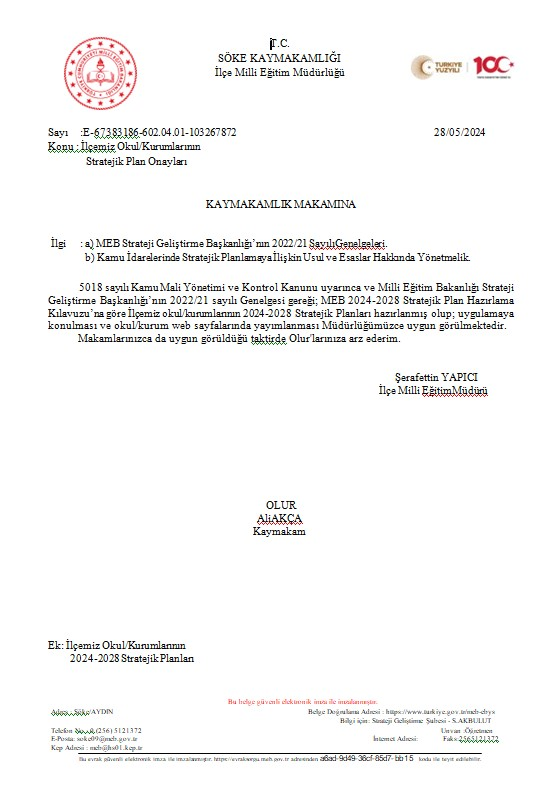 T.C.
SÖKE KAYMAKAMLIĞI
İlçe Milli Eğitim Müdürlüğü
TÜRKİYE
YÜZYILI
Sayı :E-67383186-602.04.01-103267872 28/05/2024
Konu : İlçemiz Okul/Kurumlarının
Stratejik Plan Onayları
KAYMAKAMLIK MAKAMINA
İlgi : a) MEB Strateji Geliştirme Başkanlığı’nın 2022/21 SayılıGenelgeleri.
b) Kamu İdarelerinde Stratejik Planlamaya İlişkin Usul ve Esaslar Hakkında Yönetmelik.
5018 sayılı Kamu Mali Yönetimi ve Kontrol Kanunu uyarınca ve Milli Eğitim Bakanlığı Strateji
Geliştirme Başkanlığı’nın 2022/21 sayılı Genelgesi gereği; MEB 2024-2028 Stratejik Plan Hazırlama
Kılavuzu’na göre İlçemiz okul/kurumlarının 2024-2028 Stratejik Planları hazırlanmış olup; uygulamaya
konulması ve okul/kurum web sayfalarında yayımlanması Müdürlüğümüzce uygun görülmektedir.
Makamlarınızca da uygun görüldüğü taktirde Olur'larınıza arz ederim.
Şerafettin YAPICI
İlçe Milli EğitimMüdürü
OLUR
AliAKÇA
Kaymakam
Ek: İlçemiz Okul/Kurumlarının
2024-2028 Stratejik Planları
Bu belge güvenli elektronik imza ile imzalanmıştır.
Adres : Söke/AYDIN Belge Doğrulama Adresi : https://www.turkiye.gov.tr/meb-ebys
Bilgi için: Strateji Geliştirme Şubesi - S.AKBULUT
Telefon No : 0 (256) 5121372 Unvan :Öğretmen
E-Posta: soke09@meb.gov.tr İnternet Adresi: Faks:2565121372
Kep Adresi : meb@hs01.kep.tr
Bu evrak güvenli elektronik imza ile imzalanmıştır. https://evraksorgu.meb.gov.tr adresinden a6ad-9d49-36cf-85d7-bb15 kodu ile teyit edilebilir.